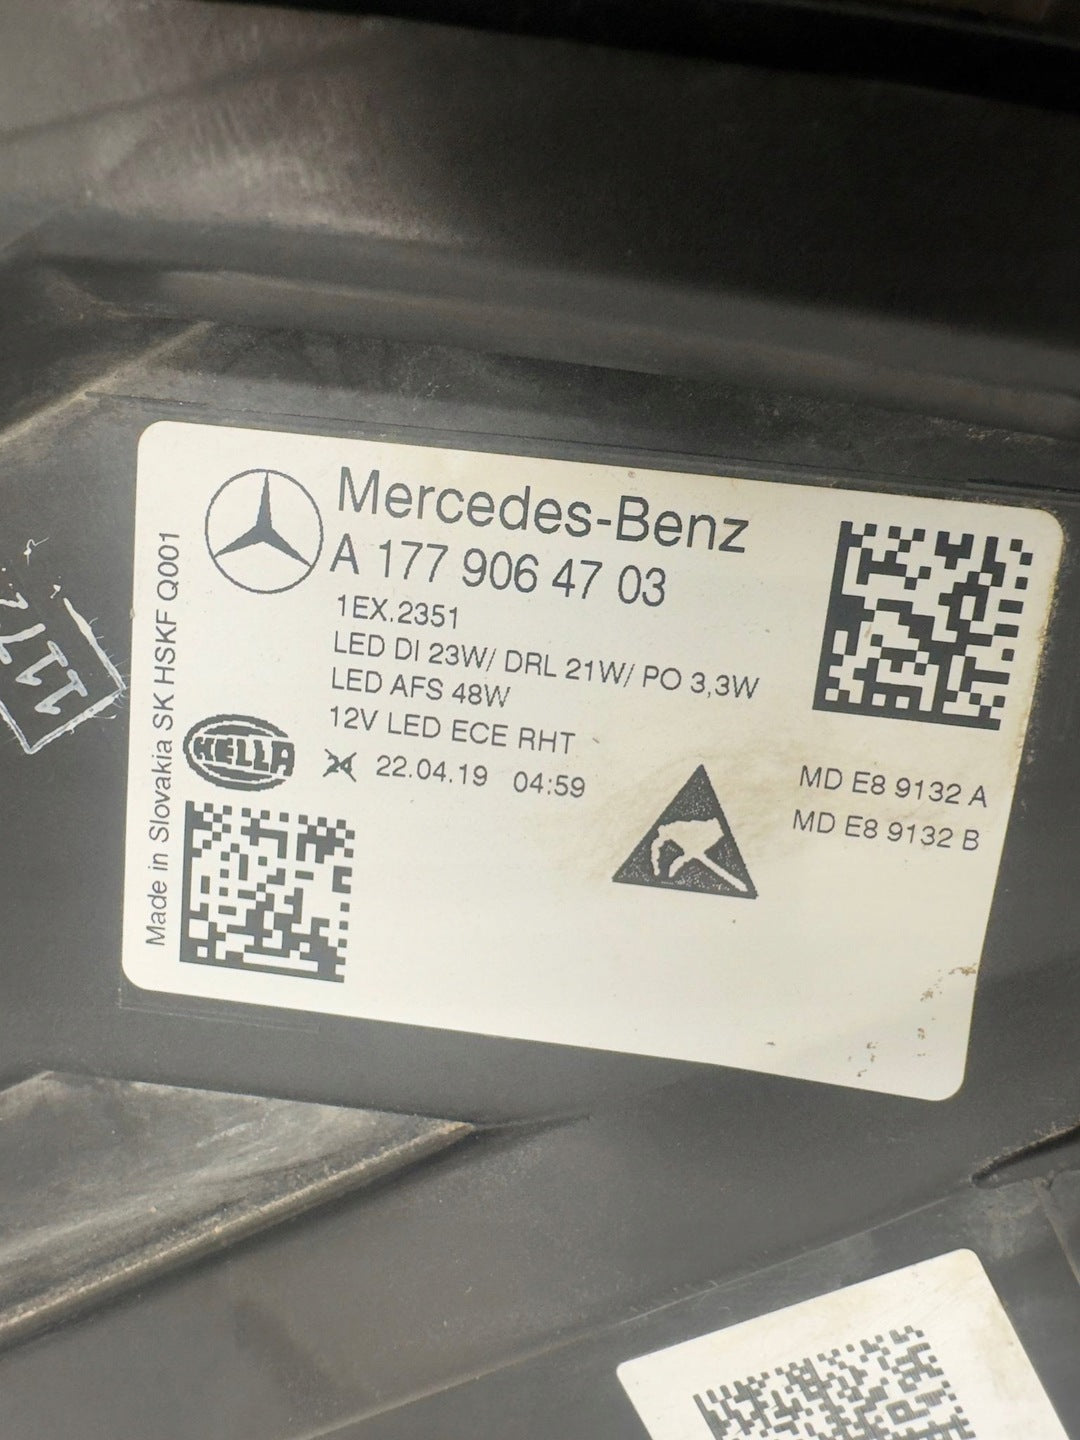 Mercedes-Benz
A 177 906 47 03
1EX.2351
LED DI 23W/ DRL 21W/ PO 3,3W
LED AFS 48W
12V LED ECE RHT
24 22.04.19 04:59
HELLA
Made in Slovakia SK HSKF Q001
MD E8 9132 A
MD E8 9132 B